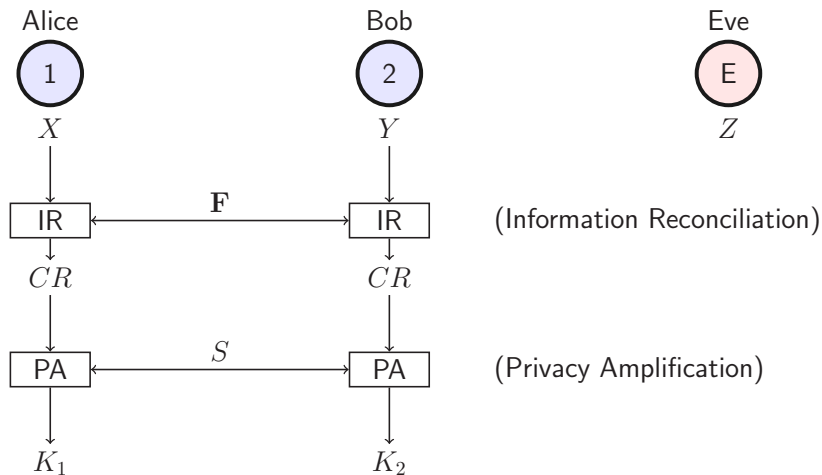 Alice Bob Eve
1 2 E
X Y Z
F
IR IR (Information Reconciliation)
CR CR
S
PA PA (Privacy Amplification)
K₁ K₂